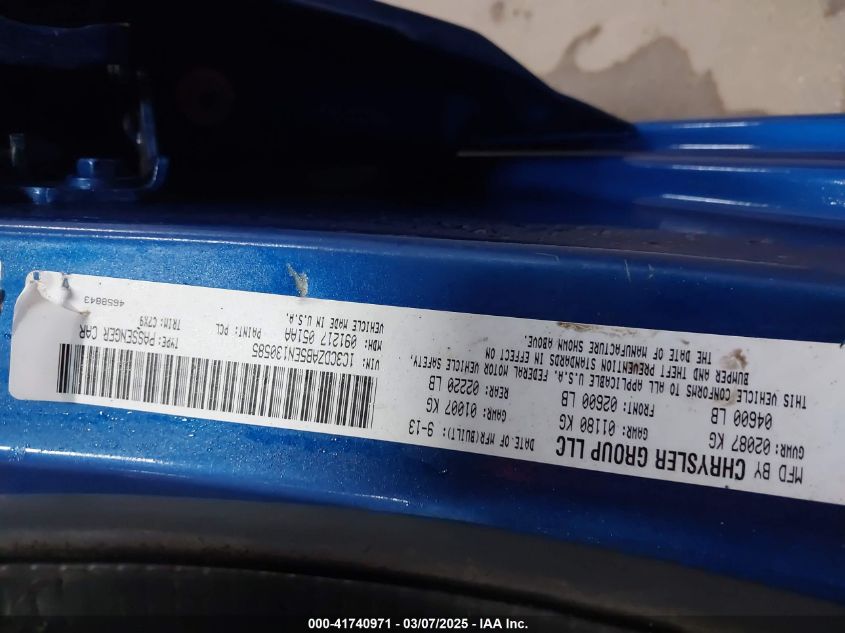 MFD BY CHRYSLER GROUP LLC
DATE OF MFR(BUILT): 9-13
GVWR: 02087 KG
04600 LB
GAWR: 01180 KG
FRONT: 02600 LB
GAWR: 01007 KG
REAR: 02220 LB
THIS VEHICLE CONFORMS TO ALL APPLICABLE U.S.A. FEDERAL MOTOR VEHICLE SAFETY,
BUMPER AND THEFT PREVENTION STANDARDS IN EFFECT ON
THE DATE OF MANUFACTURE SHOWN ABOVE.
VIN: 1C3CDZAB5EN130585
TYPE: PASSENGER CAR
MDH: 091217 051AA
PAINT: PCL
TRIM: C7X9
VEHICLE MADE IN U.S.A.
4658843
000-41740971 — 03/07/2025 — IAA Inc.